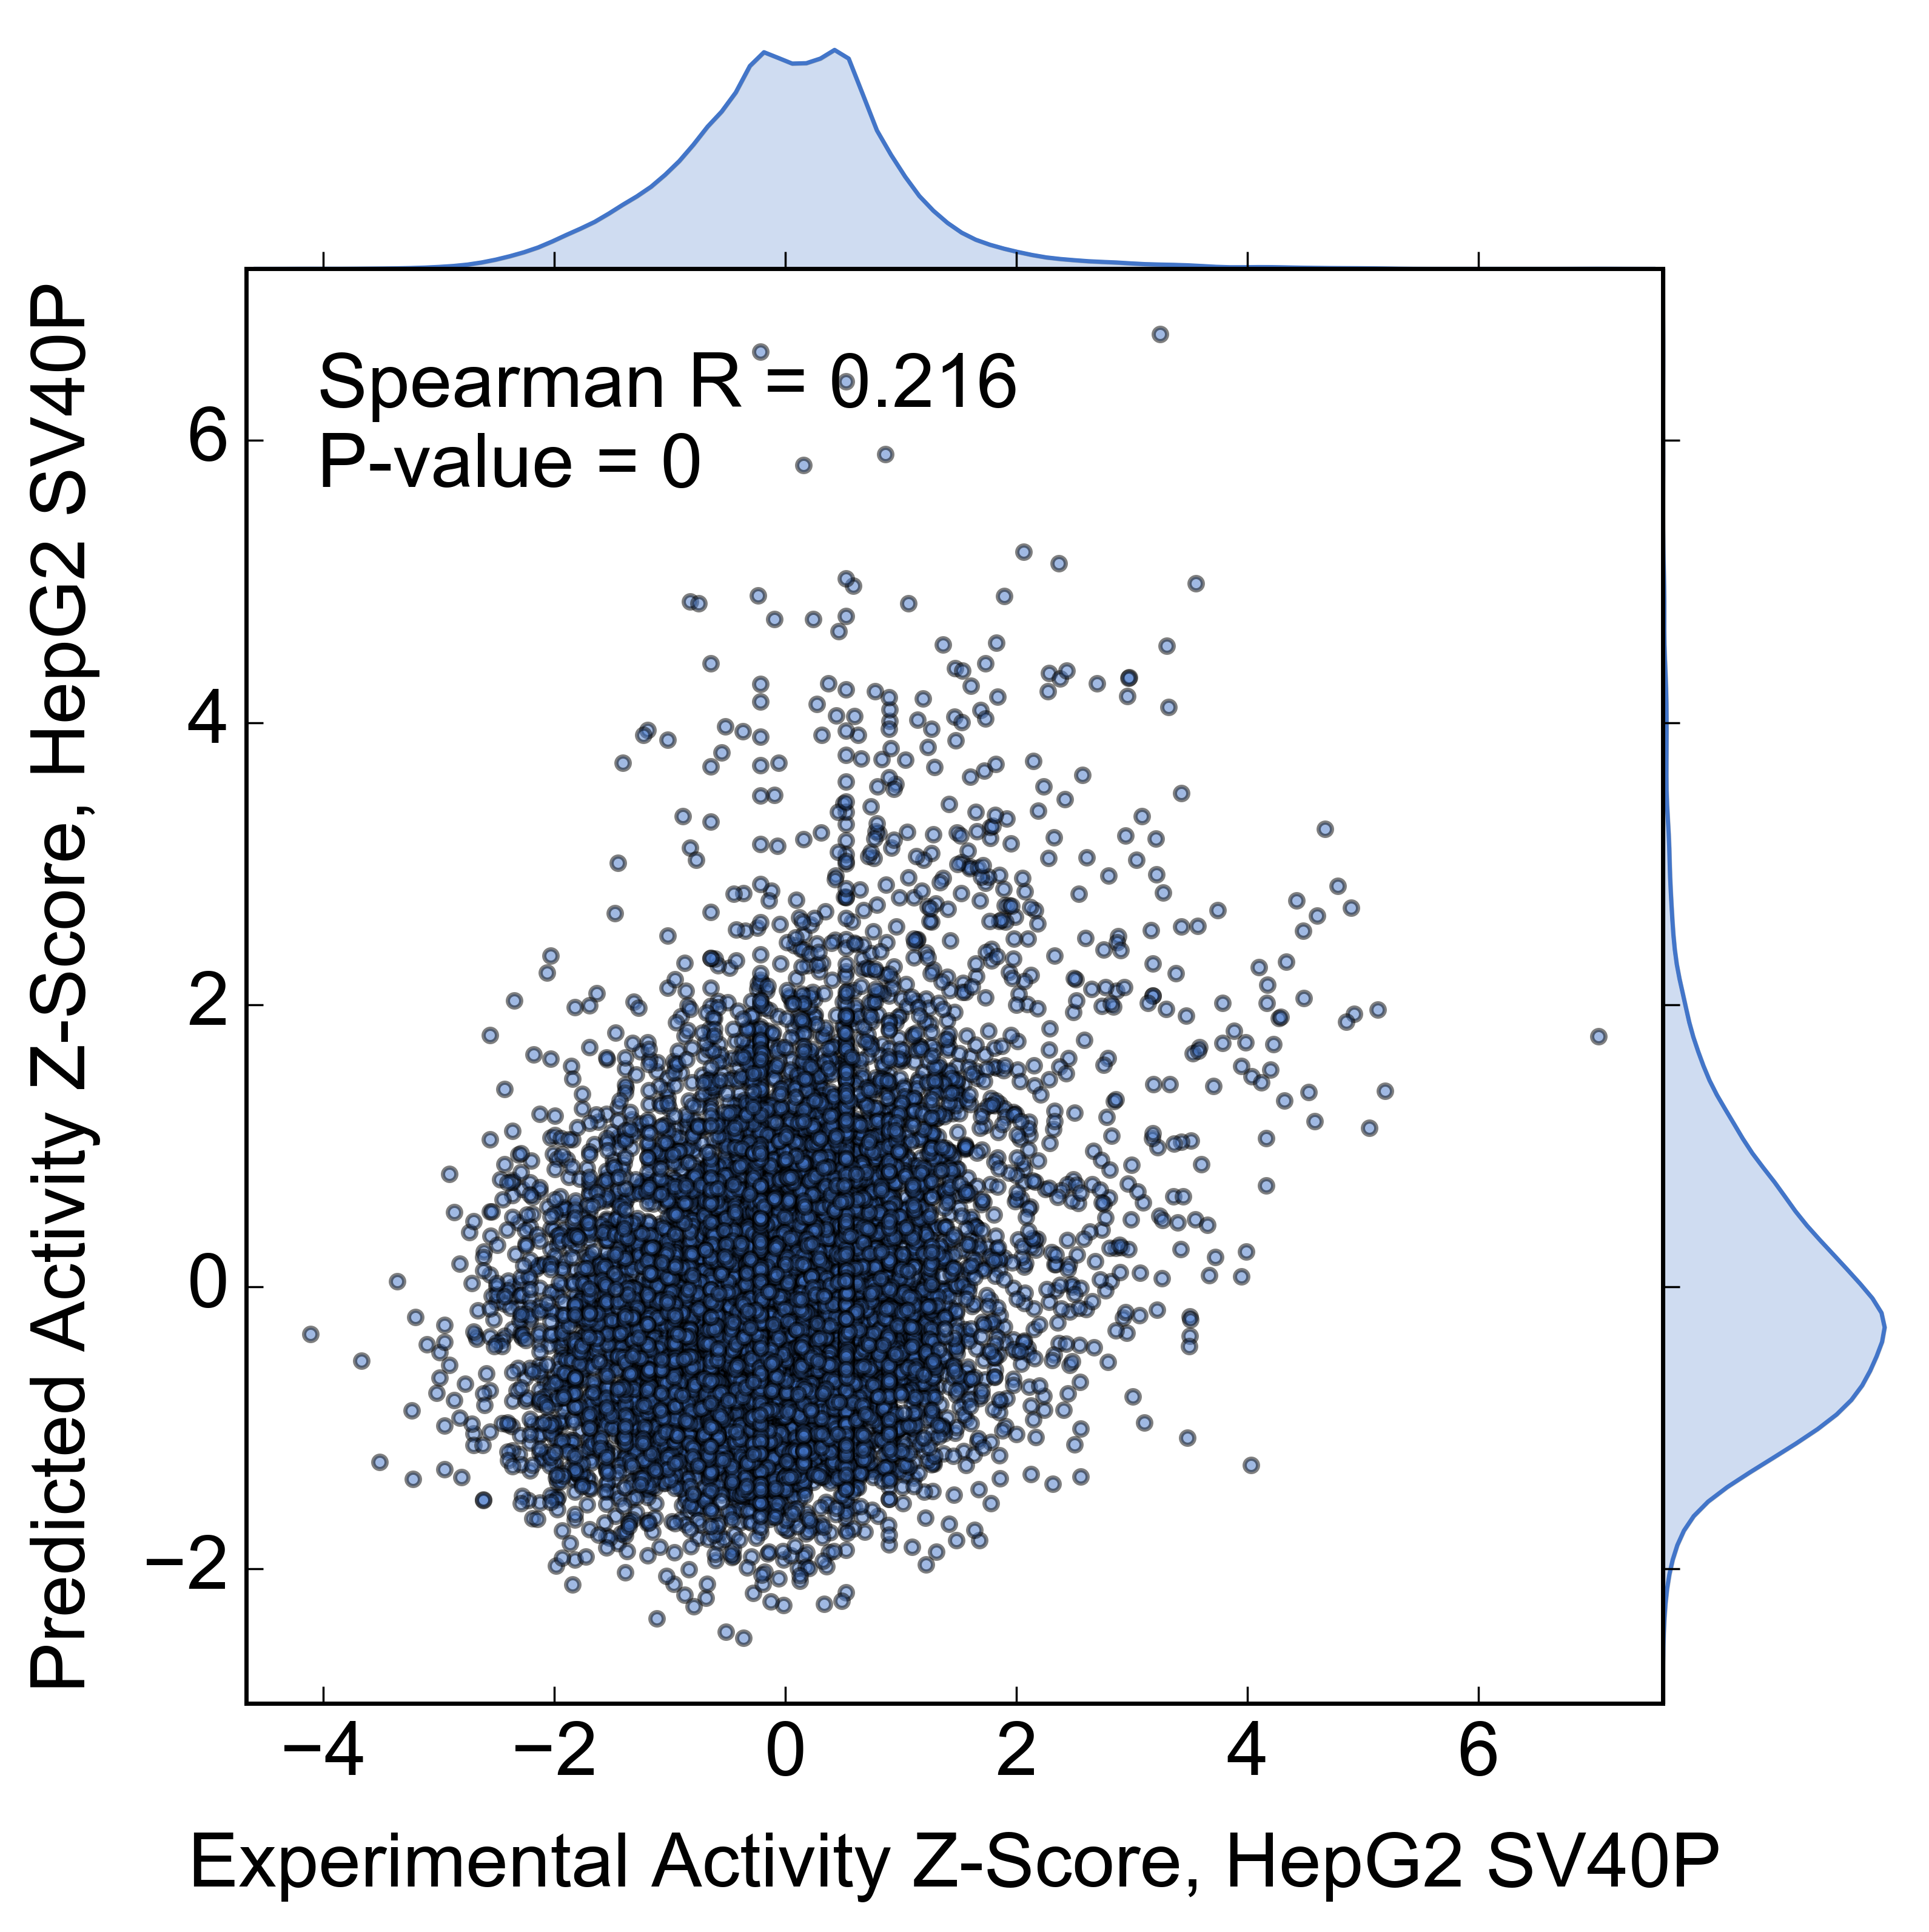 Spearman R = 0.216
P-value = 0
Predicted Activity Z-Score, HepG2 SV40P
6
4
2
0
−2
−4
−2
0
2
4
6
Experimental Activity Z-Score, HepG2 SV40P